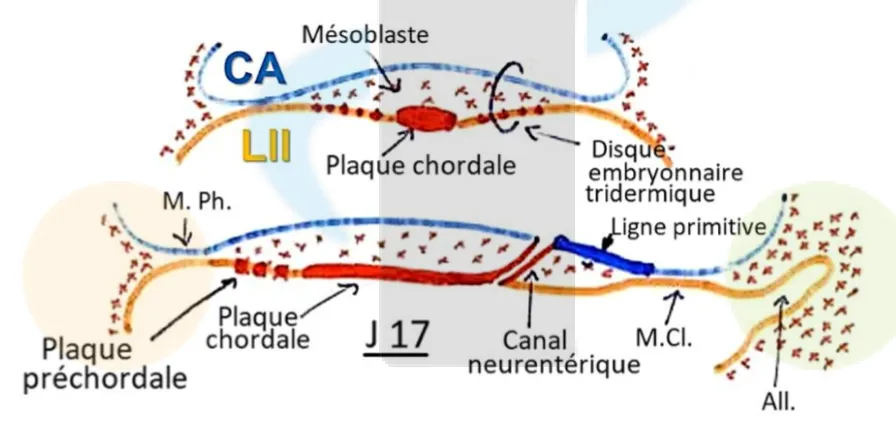 Mésoblaste
CA
LII
Plaque chordale
Disque
embryonnaire
tridermique
M. Ph.
Ligne primitive
Plaque
chordale
J 17
Canal
neurentérique
M.Cl.
Plaque
préchordale
All.